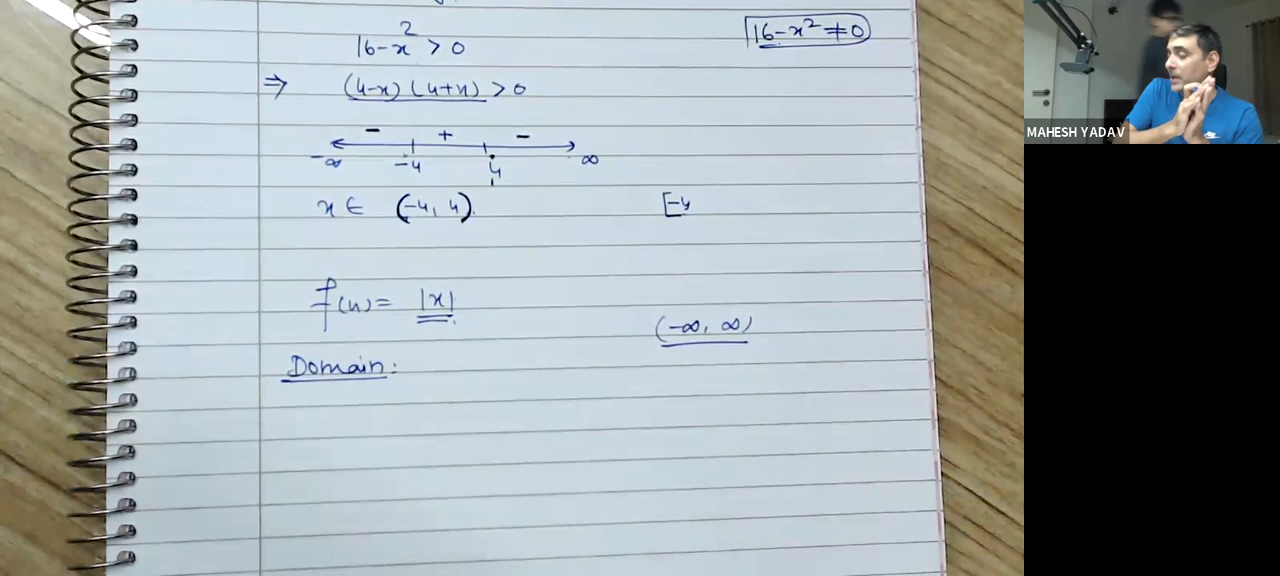 16-x² > 0
16-x² ≠ 0
⇒ (4-x) (4+x) > 0
- + -
-∞ -4 4 ∞
x ∈ (-4, 4)
[-4
f(x) = |x|
(-∞, ∞)
Domain:
MAHESH YADAV